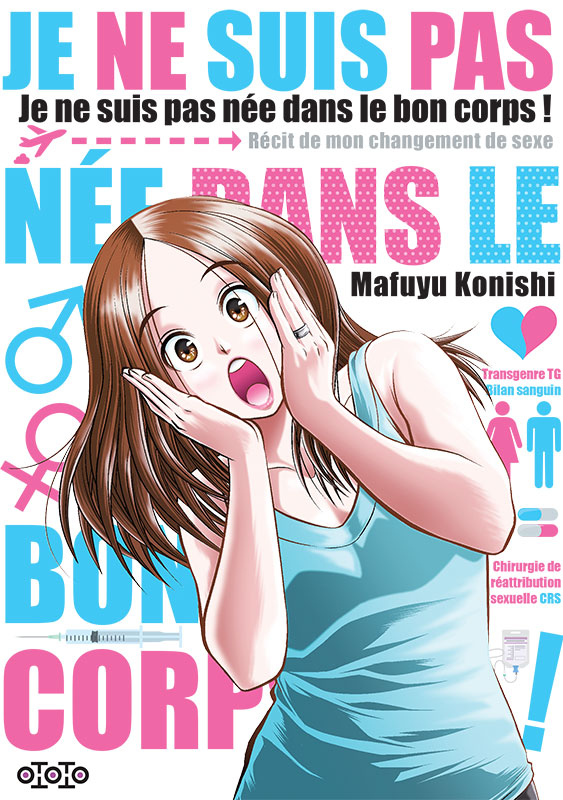 JE NE SUIS PAS
Je ne suis pas née dans le bon corps !
Récit de mon changement de sexe
NÉE DANS LE
Mafuyu Konishi
Transgenre TG
Bilan sanguin
BON
Chirurgie de
réattribution
sexuelle CRS
CORPS !
OTOTO